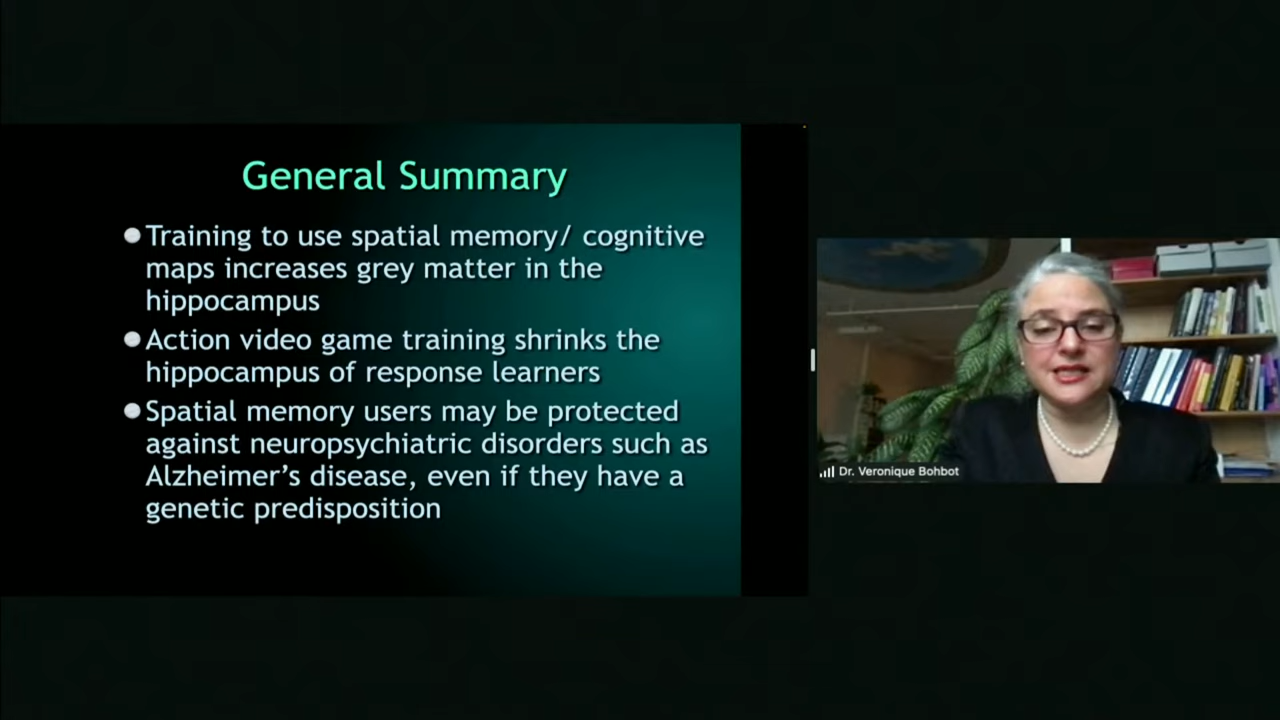 General Summary
Training to use spatial memory/ cognitive
maps increases grey matter in the
hippocampus
Action video game training shrinks the
hippocampus of response learners
Spatial memory users may be protected
against neuropsychiatric disorders such as
Alzheimer’s disease, even if they have a
genetic predisposition
Dr. Veronique Bohbot